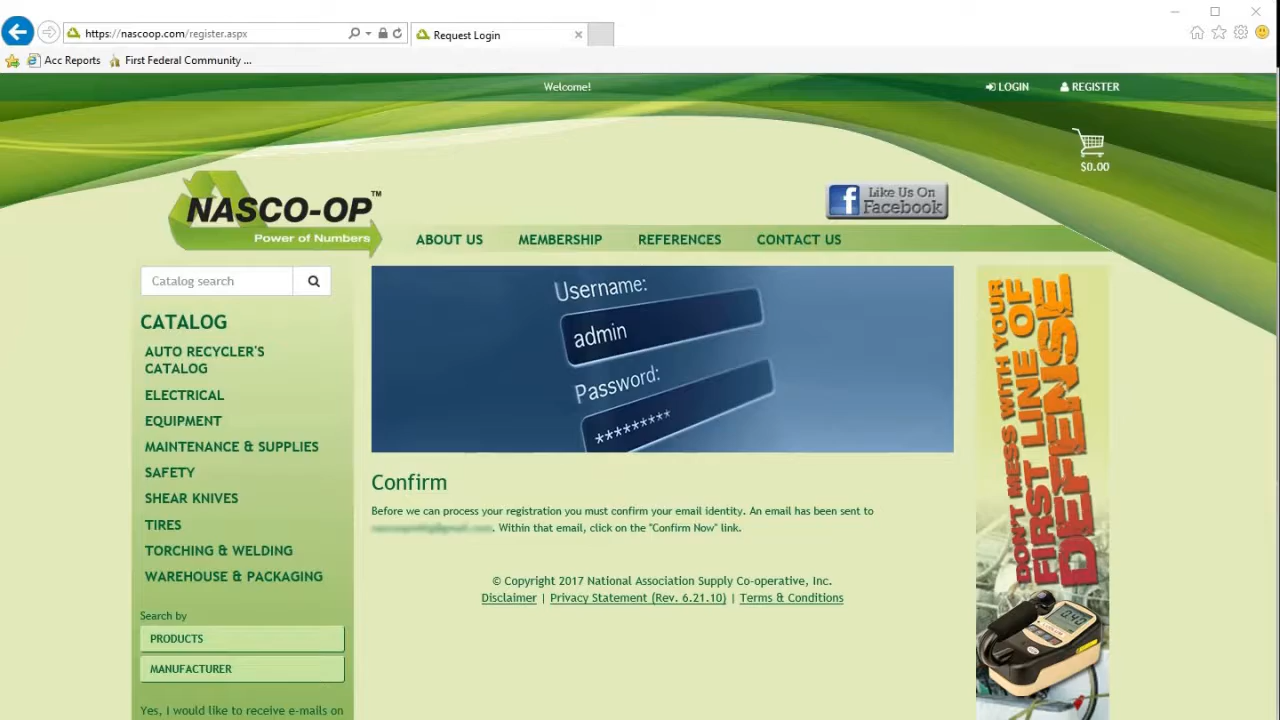 https://nascoop.com/register.aspx
Request Login
Acc Reports
First Federal Community ...
Welcome!
LOGIN
REGISTER
$0.00
NASCO-OP™
Power of Numbers
Like Us On
Facebook
ABOUT US
MEMBERSHIP
REFERENCES
CONTACT US
Catalog search
CATALOG
AUTO RECYCLER'S
CATALOG
ELECTRICAL
EQUIPMENT
MAINTENANCE & SUPPLIES
SAFETY
SHEAR KNIVES
TIRES
TORCHING & WELDING
WAREHOUSE & PACKAGING
Search by
PRODUCTS
MANUFACTURER
Yes, I would like to receive e-mails on
Username:
admin
Password:
*********
Confirm
Before we can process your registration you must confirm your email identity. An email has been sent to
. Within that email, click on the "Confirm Now" link.
© Copyright 2017 National Association Supply Co-operative, Inc.
Disclaimer | Privacy Statement (Rev. 6.21.10) | Terms & Conditions
DON'T MESS WITH YOUR
FIRST LINE OF
DEFENSE
0.40